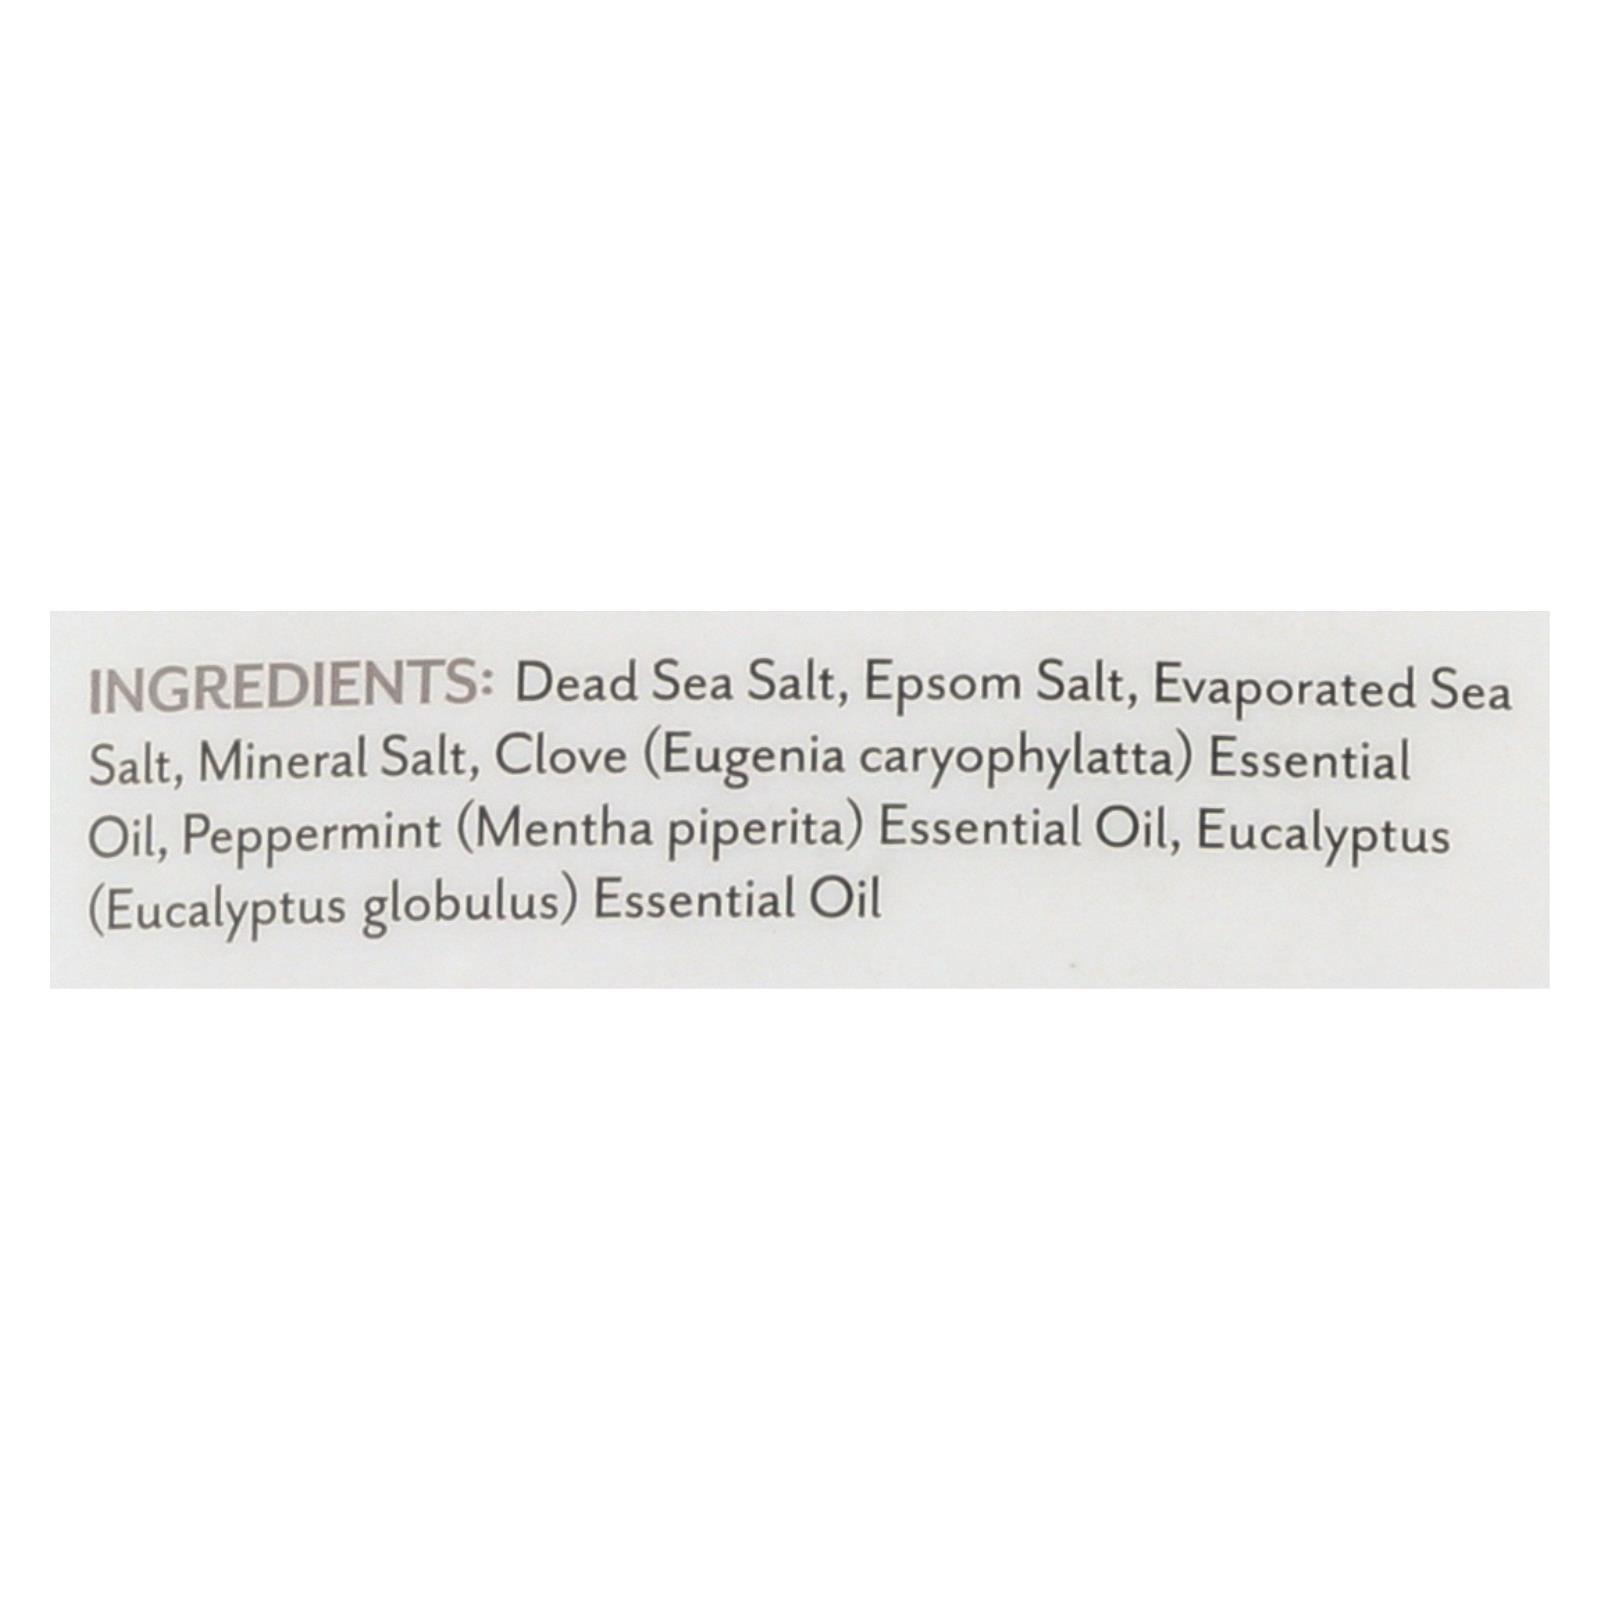 INGREDIENTS: Dead Sea Salt, Epsom Salt, Evaporated Sea
Salt, Mineral Salt, Clove (Eugenia caryophylatta) Essential
Oil, Peppermint (Mentha piperita) Essential Oil, Eucalyptus
(Eucalyptus globulus) Essential Oil